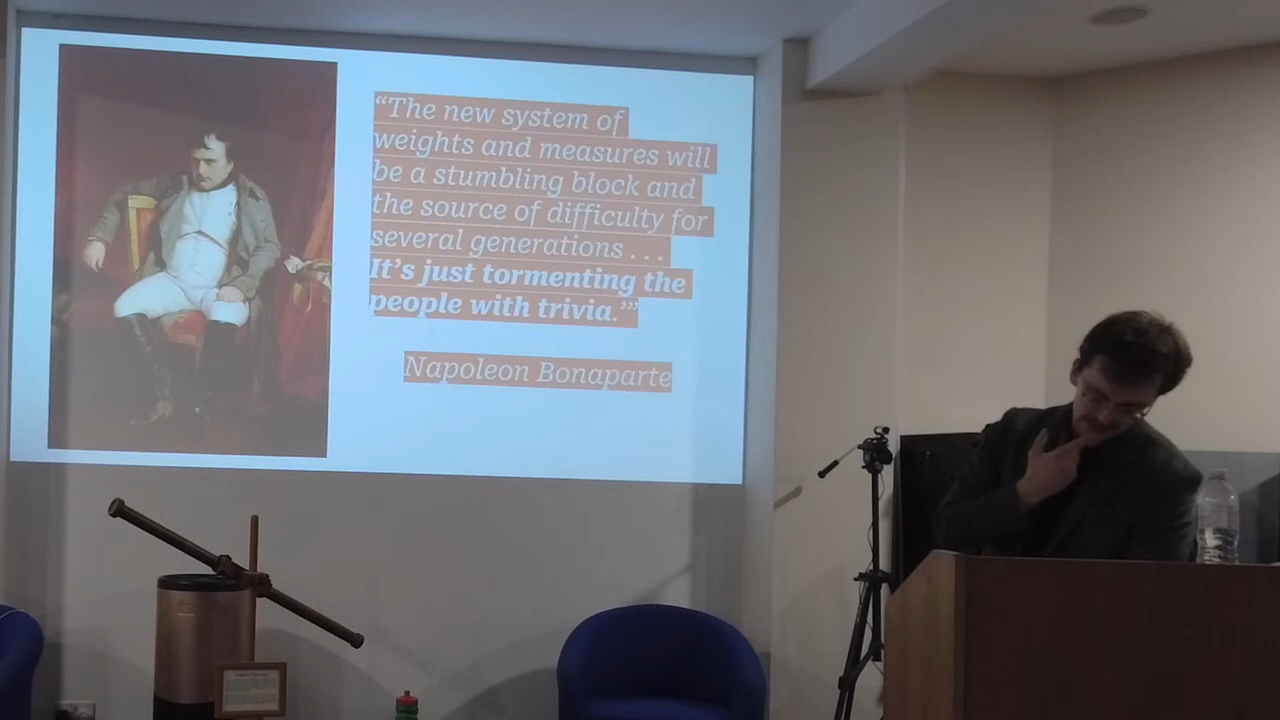 “The new system of
weights and measures will
be a stumbling block and
the source of difficulty for
several generations . . .
It’s just tormenting the
people with trivia.’”
Napoleon Bonaparte